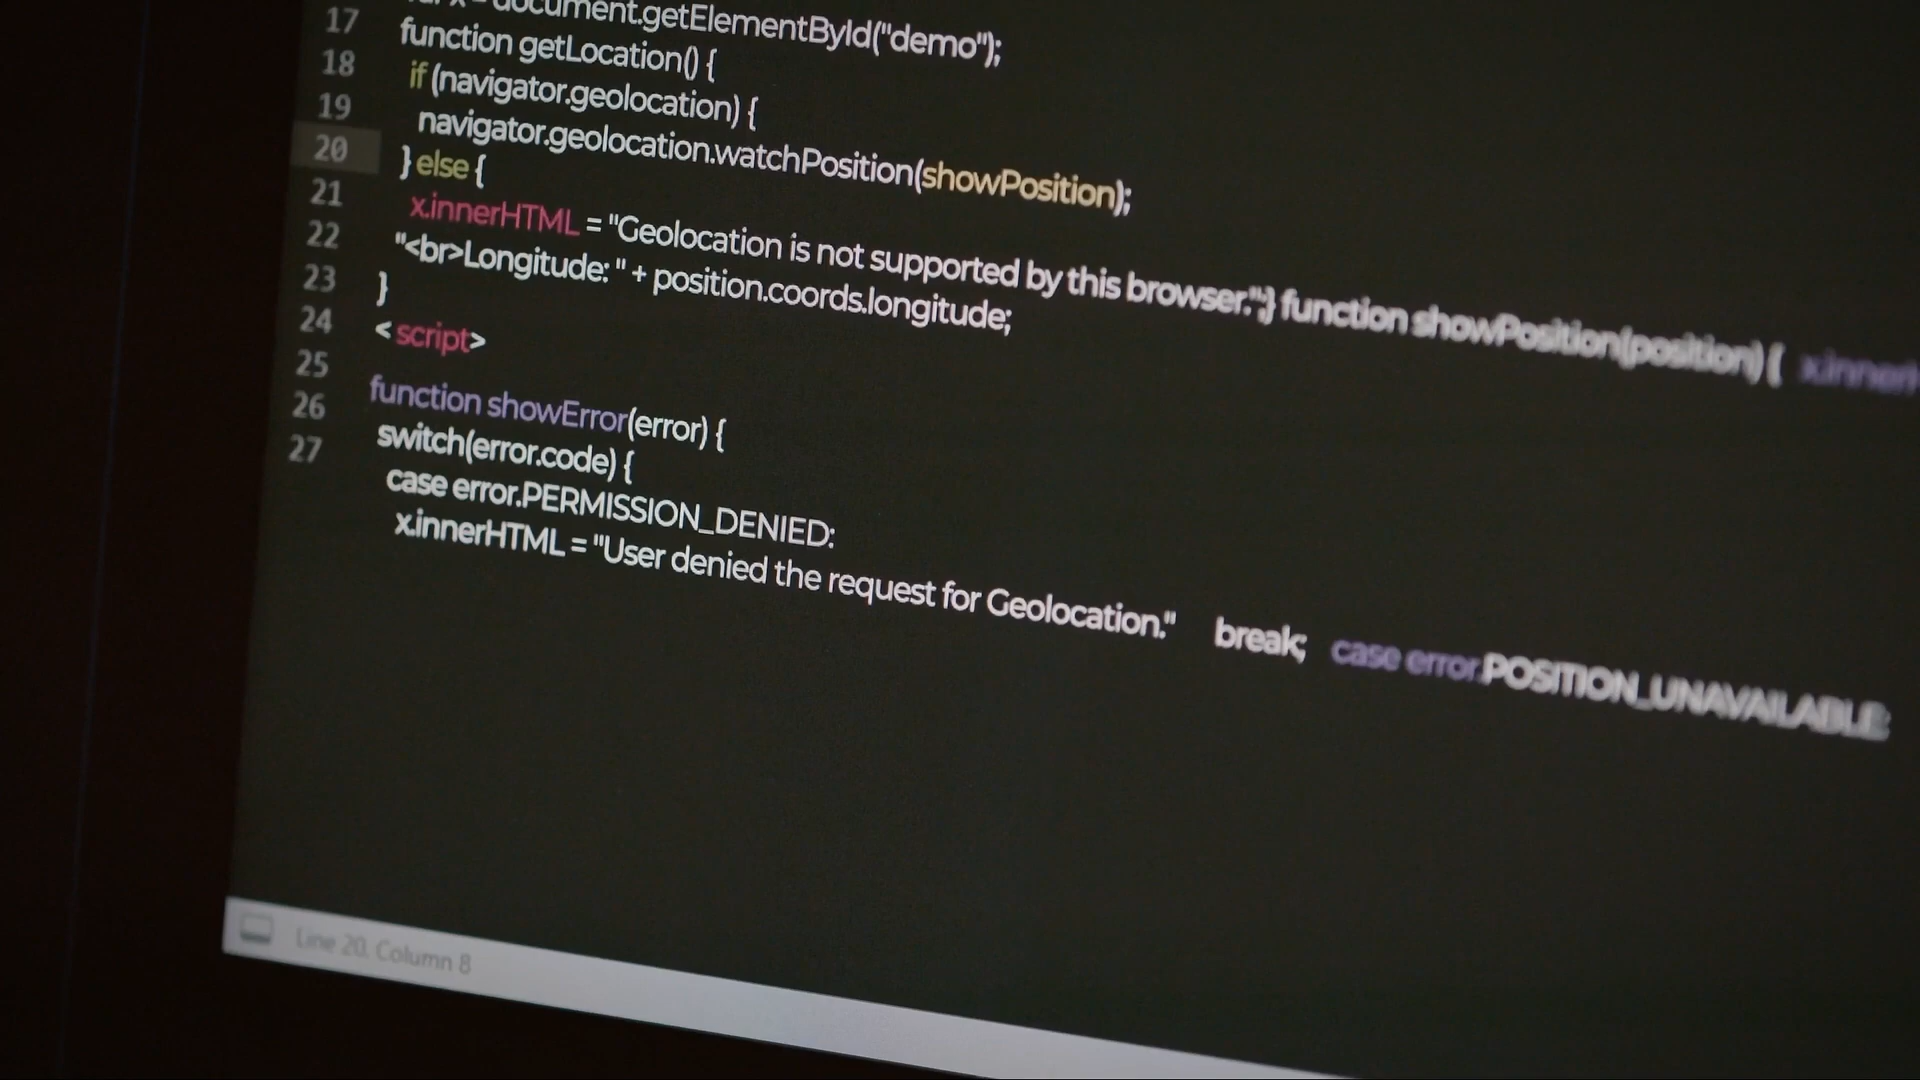 17
18
19
20
21
22
23
24
25
26
27
= document.getElementById("demo");
function getLocation() {
if (navigator.geolocation) {
navigator.geolocation.watchPosition(showPosition);
} else {
x.innerHTML = "Geolocation is not supported by this browser.";} function showPosition(position) { x.inner
"<br>Longitude: " + position.coords.longitude;
}
< script>
function showError(error) {
switch(error.code) {
case error.PERMISSION_DENIED:
x.innerHTML = "User denied the request for Geolocation." break; case error.POSITION_UNAVAILABLE:
Line 20, Column 8